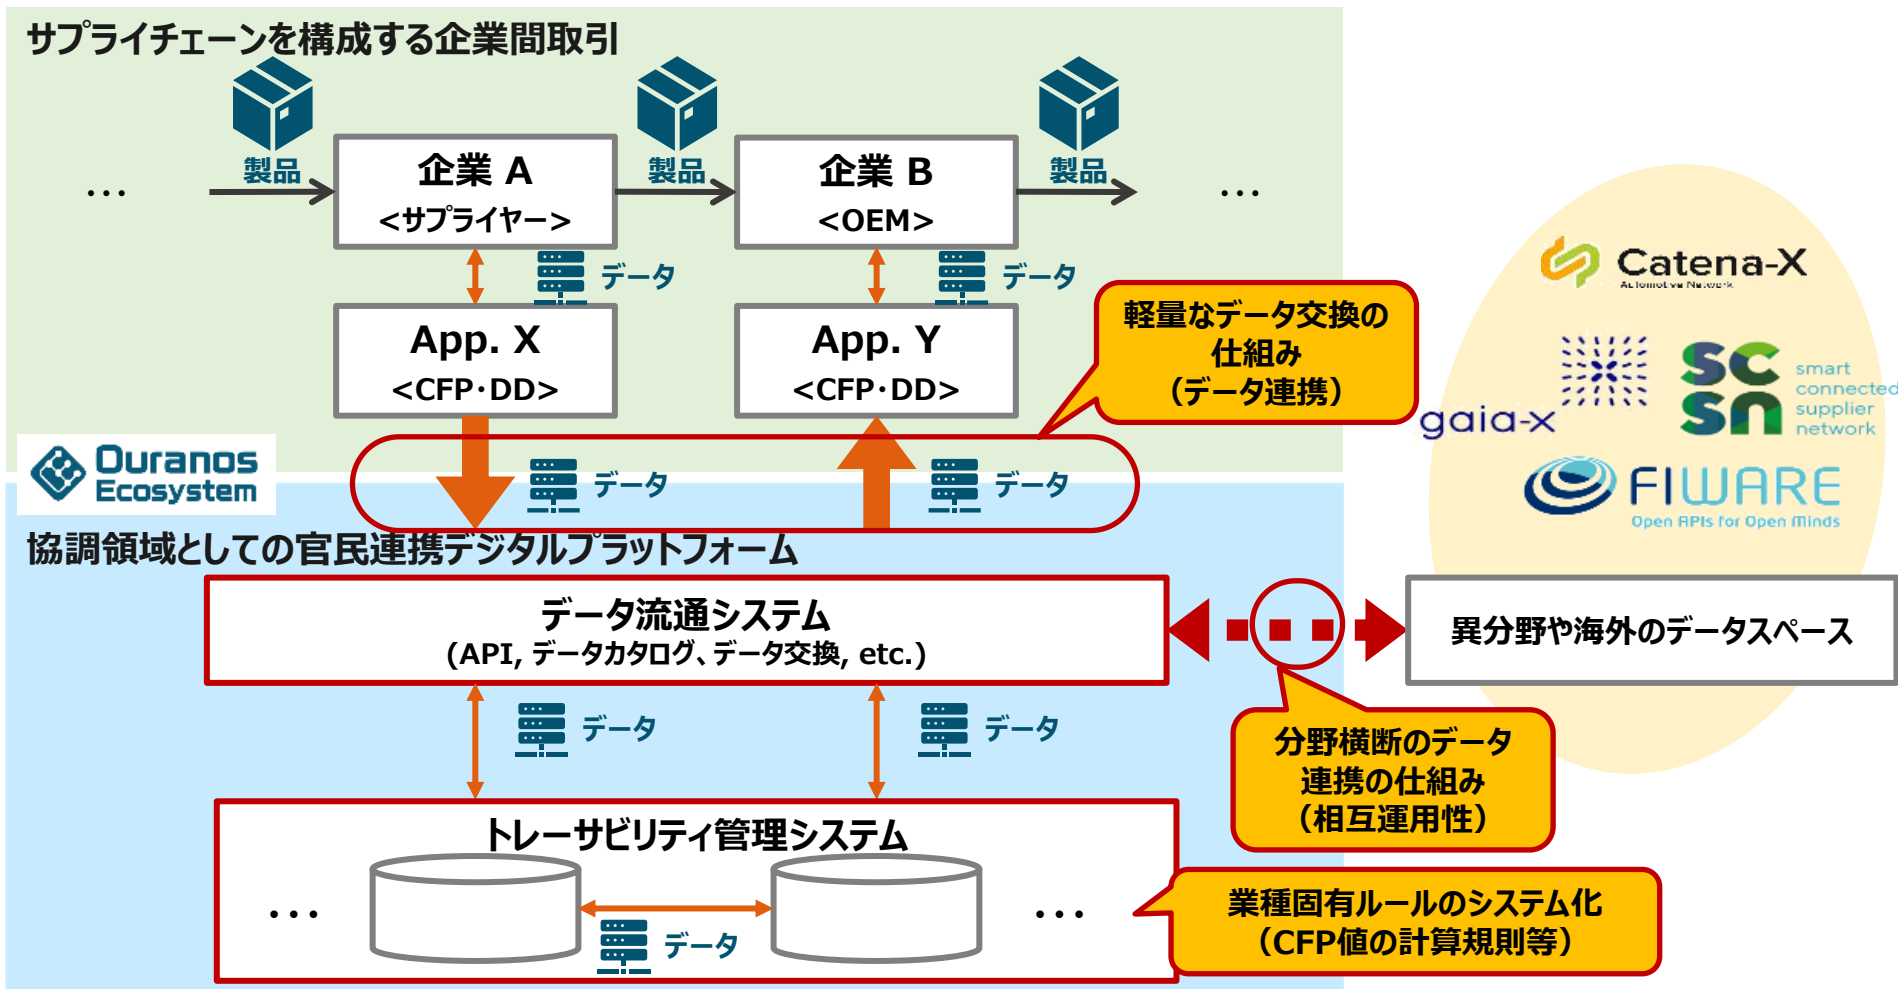 サプライチェーンを構成する企業間取引
製品
製品
製品
…
企業 A
<サプライヤー>
企業 B
<OEM>
…
データ
データ
App. X
<CFP・DD>
App. Y
<CFP・DD>
軽量なデータ交換の
仕組み
（データ連携）
Catena-X
Automotive Network
gaia-x
SCSN
smart
connected
supplier
network
FIWARE
Open APIs for Open Minds
Ouranos
Ecosystem
データ
データ
協調領域としての官民連携デジタルプラットフォーム
データ流通システム
(API, データカタログ、データ交換, etc.)
異分野や海外のデータスペース
データ
データ
分野横断のデータ
連携の仕組み
（相互運用性）
トレーサビリティ管理システム
…
データ
…
業種固有ルールのシステム化
（CFP値の計算規則等）